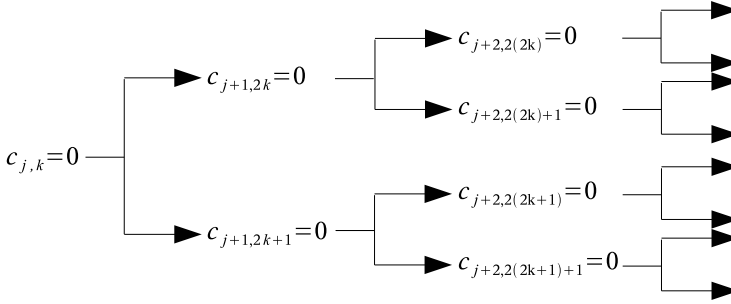 c_{j,k}=0
c_{j+1,2k}=0
c_{j+1,2k+1}=0
c_{j+2,2(2k)}=0
c_{j+2,2(2k)+1}=0
c_{j+2,2(2k+1)}=0
c_{j+2,2(2k+1)+1}=0